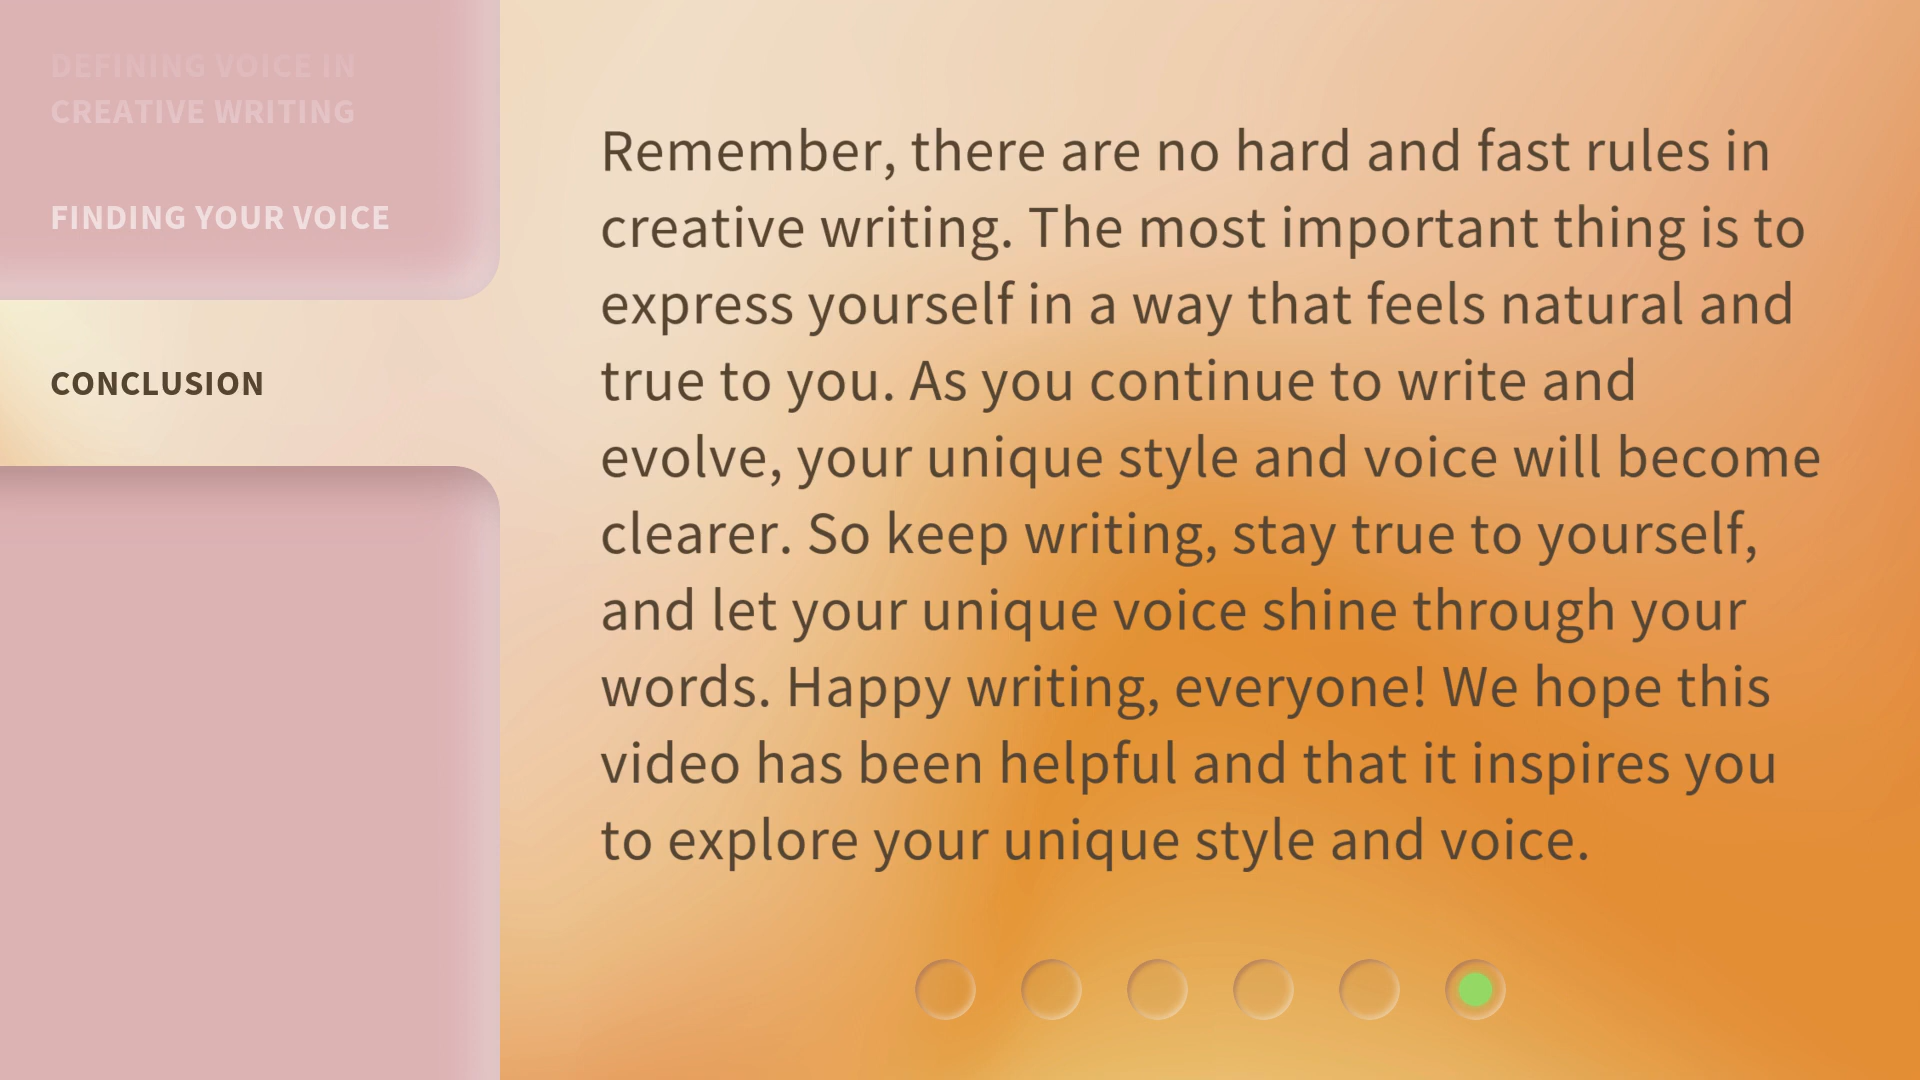 DEFINING VOICE IN
CREATIVE WRITING
FINDING YOUR VOICE
CONCLUSION
Remember, there are no hard and fast rules in
creative writing. The most important thing is to
express yourself in a way that feels natural and
true to you. As you continue to write and
evolve, your unique style and voice will become
clearer. So keep writing, stay true to yourself,
and let your unique voice shine through your
words. Happy writing, everyone! We hope this
video has been helpful and that it inspires you
to explore your unique style and voice.